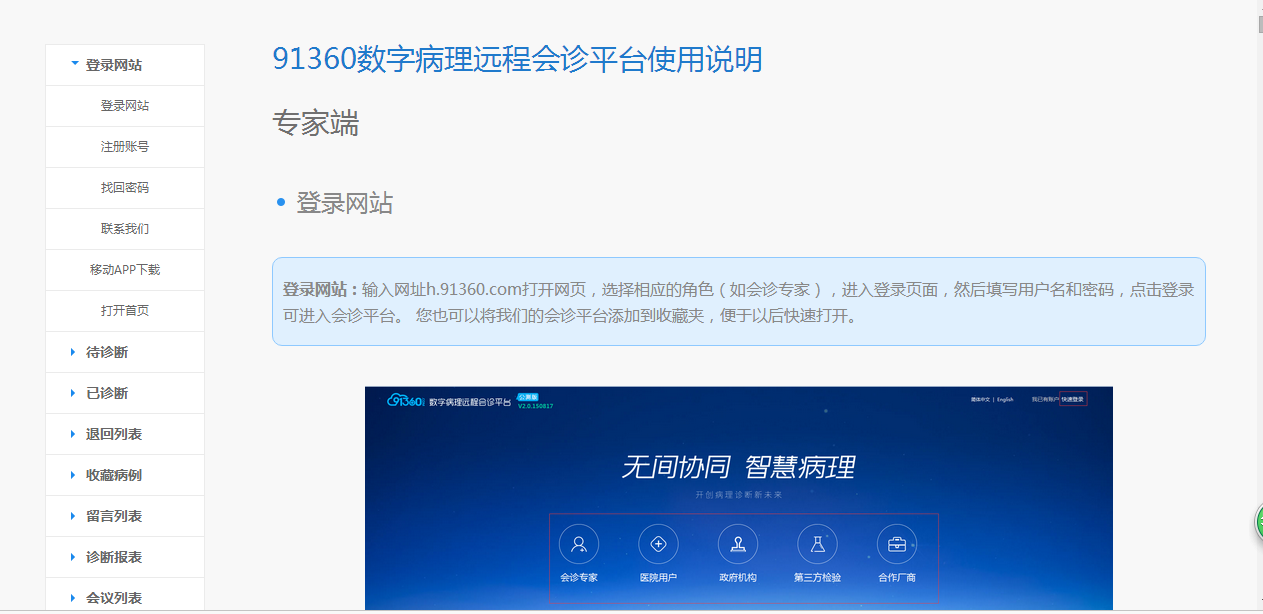 91360数字病理远程会诊平台使用说明
专家端
登录网站
登录网站
注册账号
找回密码
联系我们
移动APP下载
打开首页
待诊断
已诊断
退回列表
收藏病例
留言列表
诊断报表
会议列表
登录网站
登录网站：输入网址h.91360.com打开网页，选择相应的角色（如会诊专家），进入登录页面，然后填写用户名和密码，点击登录
可进入会诊平台。 您也可以将我们的会诊平台添加到收藏夹，便于以后快速打开。
91360 数字病理远程会诊平台 公测版
V2.0.150817
简体中文 | English 我已有账户 快速登录
无间协同 智慧病理
开创病理诊断新未来
会诊专家 医院用户 政府机构 第三方检验 合作厂商